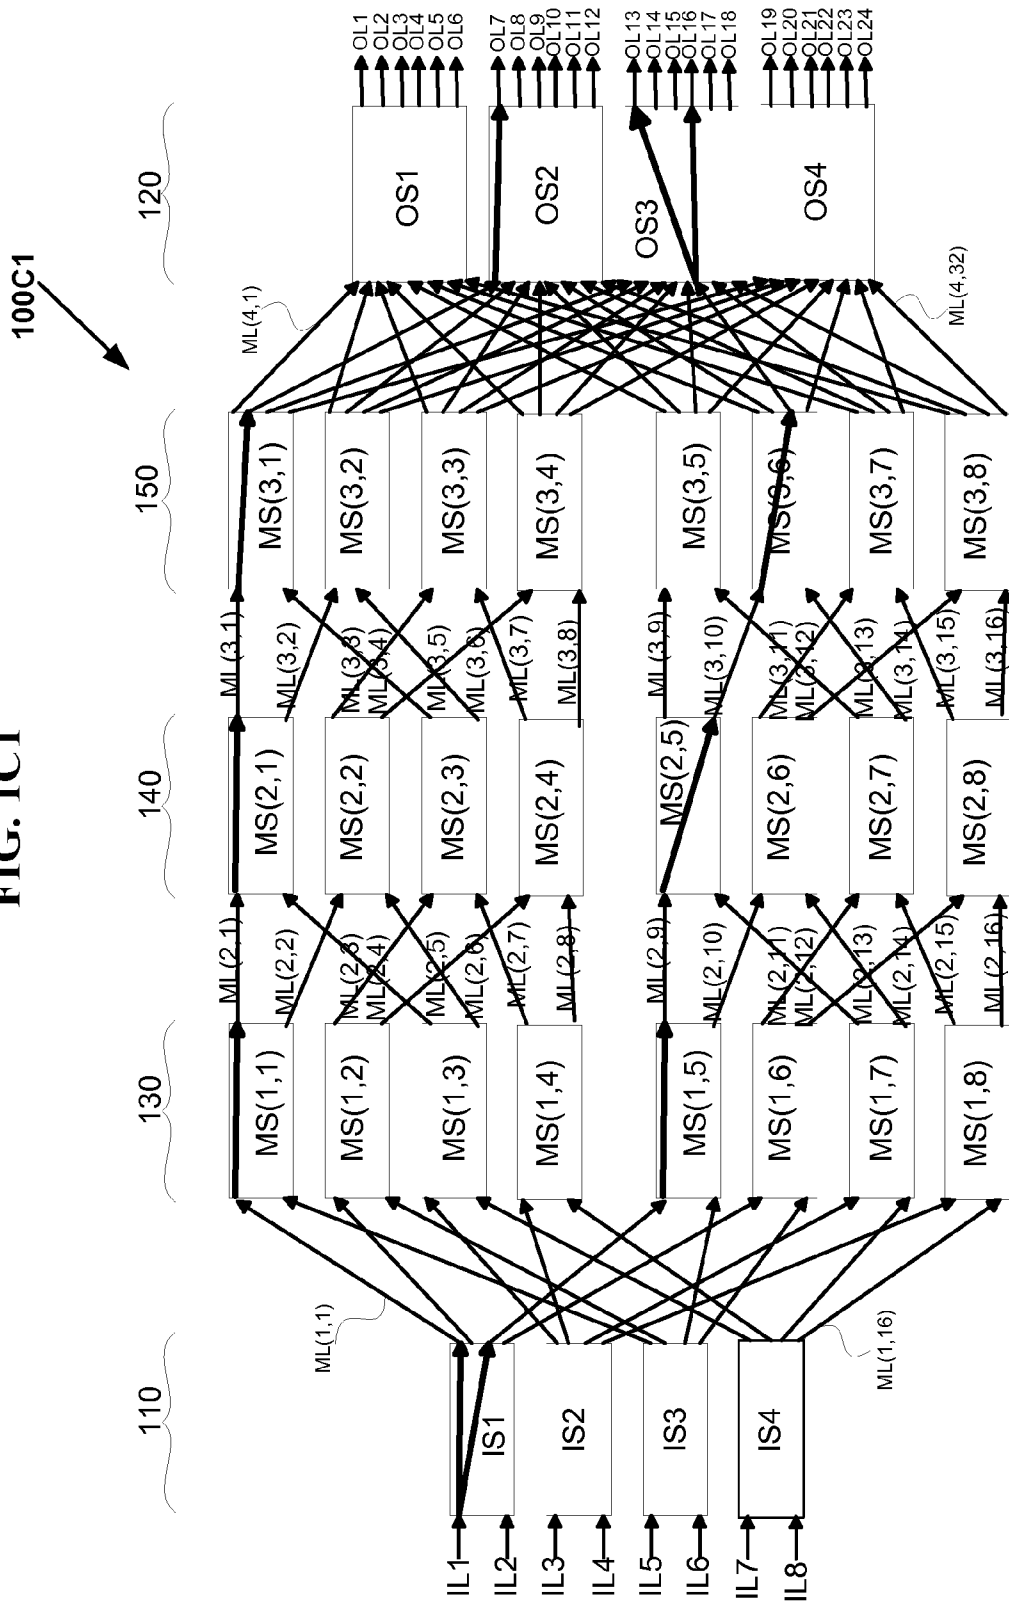 FIG. 1C1
100C1
110
130
140
150
120
IL1
IL2
IL3
IL4
IL5
IL6
IL7
IL8
IS1
IS2
IS3
IS4
ML(1,1)
ML(1,16)
MS(1,1)
MS(1,2)
MS(1,3)
MS(1,4)
MS(1,5)
MS(1,6)
MS(1,7)
MS(1,8)
ML(2,1)
ML(2,2)
ML(2,3)
ML(2,4)
ML(2,5)
ML(2,6)
ML(2,7)
ML(2,8)
ML(2,9)
ML(2,10)
ML(2,11)
ML(2,12)
ML(2,13)
ML(2,14)
ML(2,15)
ML(2,16)
MS(2,1)
MS(2,2)
MS(2,3)
MS(2,4)
MS(2,5)
MS(2,6)
MS(2,7)
MS(2,8)
ML(3,1)
ML(3,2)
ML(3,3)
ML(3,4)
ML(3,5)
ML(3,6)
ML(3,7)
ML(3,8)
ML(3,9)
ML(3,10)
ML(3,11)
ML(3,12)
ML(3,13)
ML(3,14)
ML(3,15)
ML(3,16)
MS(3,1)
MS(3,2)
MS(3,3)
MS(3,4)
MS(3,5)
MS(3,6)
MS(3,7)
MS(3,8)
ML(4,1)
ML(4,32)
OS1
OS2
OS3
OS4
OL1
OL2
OL3
OL4
OL5
OL6
OL7
OL8
OL9
OL10
OL11
OL12
OL13
OL14
OL15
OL16
OL17
OL18
OL19
OL20
OL21
OL22
OL23
OL24